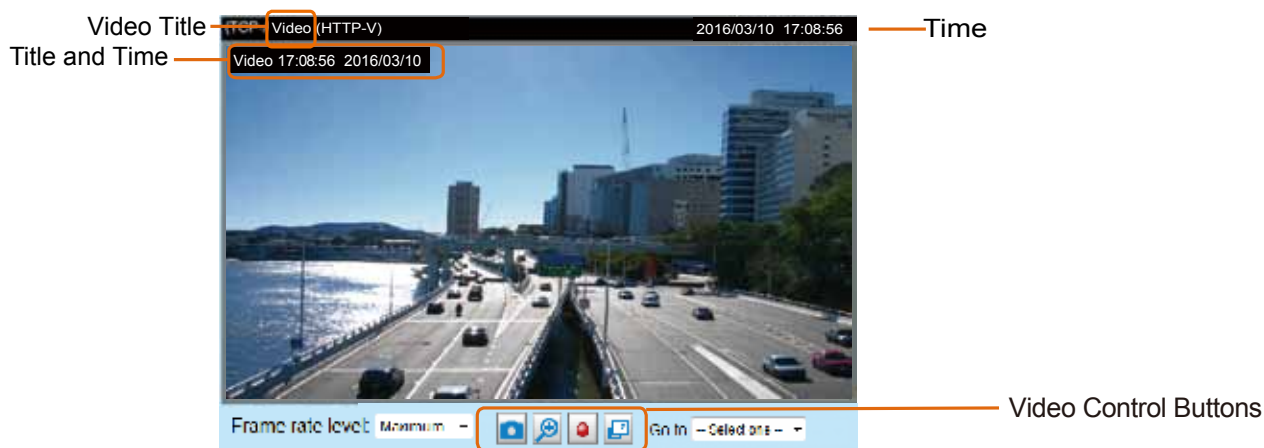 Video Title
(TCP) Video (HTTP-V)
2016/03/10 17:08:56
Time
Title and Time
Video 17:08:56 2016/03/10
Frame rate level: Maximum
Go to -- Select one --
Video Control Buttons